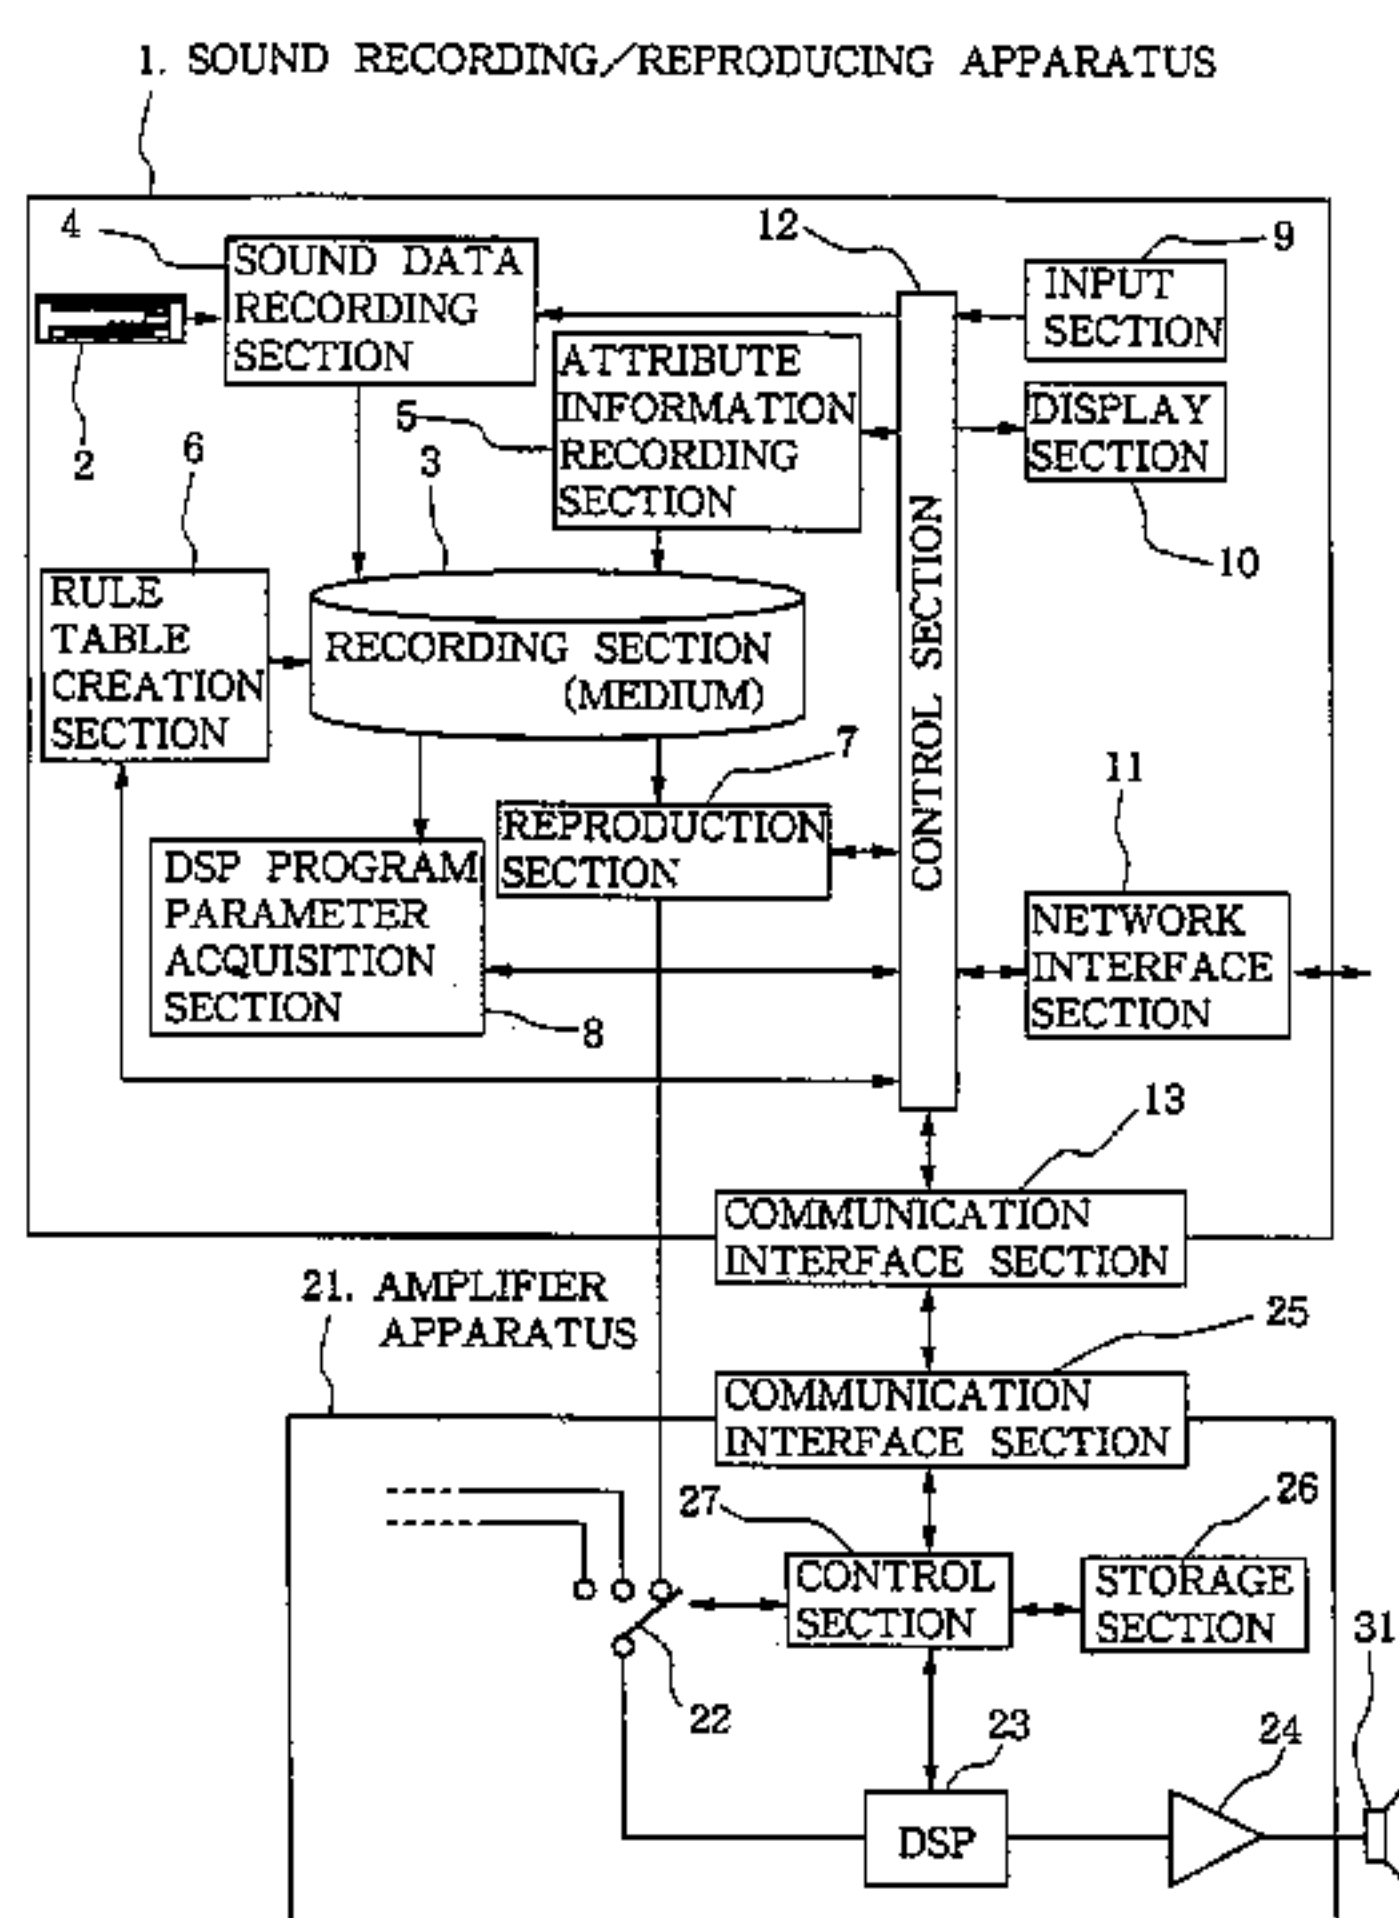 1. SOUND RECORDING/REPRODUCING APPARATUS
4
SOUND DATA
RECORDING
SECTION
2
12
9
INPUT
SECTION
5
ATTRIBUTE
INFORMATION
RECORDING
SECTION
DISPLAY
SECTION
10
6
3
RULE
TABLE
CREATION
SECTION
RECORDING SECTION
(MEDIUM)
CONTROL SECTION
7
REPRODUCTION
SECTION
11
DSP PROGRAM
PARAMETER
ACQUISITION
SECTION
8
NETWORK
INTERFACE
SECTION
13
COMMUNICATION
INTERFACE SECTION
21. AMPLIFIER
APPARATUS
25
COMMUNICATION
INTERFACE SECTION
27
26
CONTROL
SECTION
STORAGE
SECTION
31
22
23
24
DSP